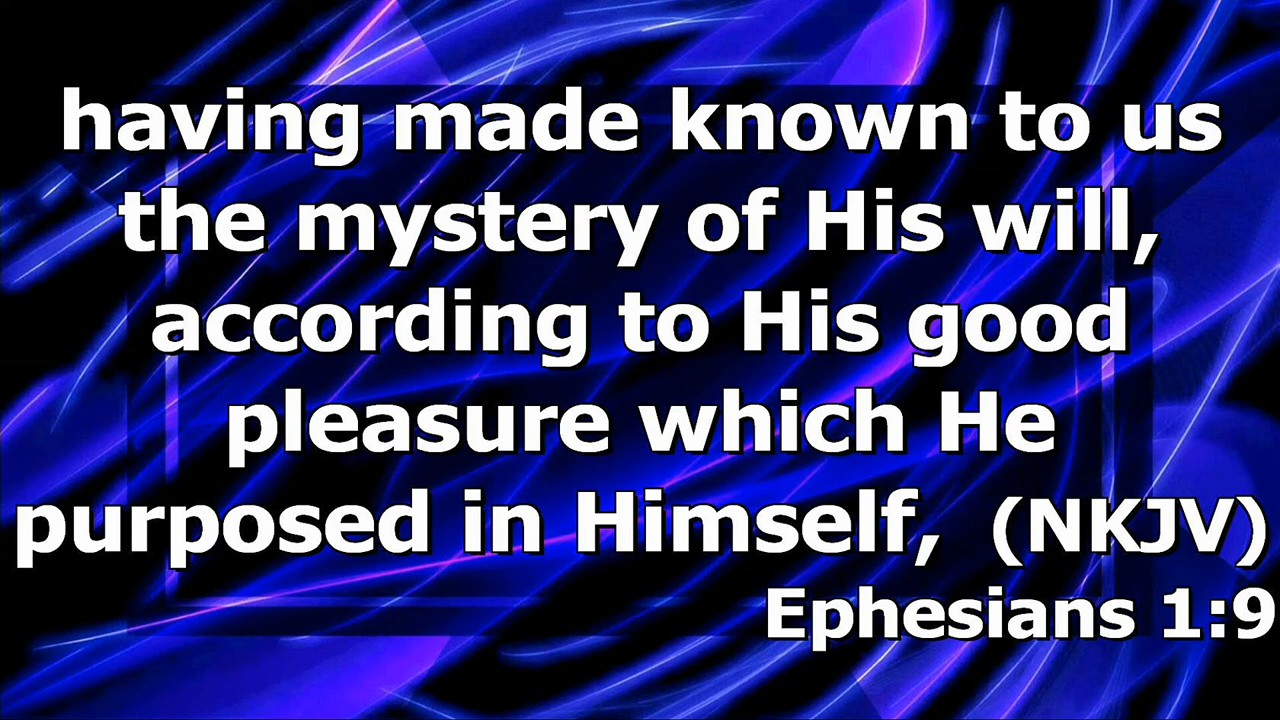 having made known to us
the mystery of His will,
according to His good
pleasure which He
purposed in Himself, (NKJV)
Ephesians 1:9